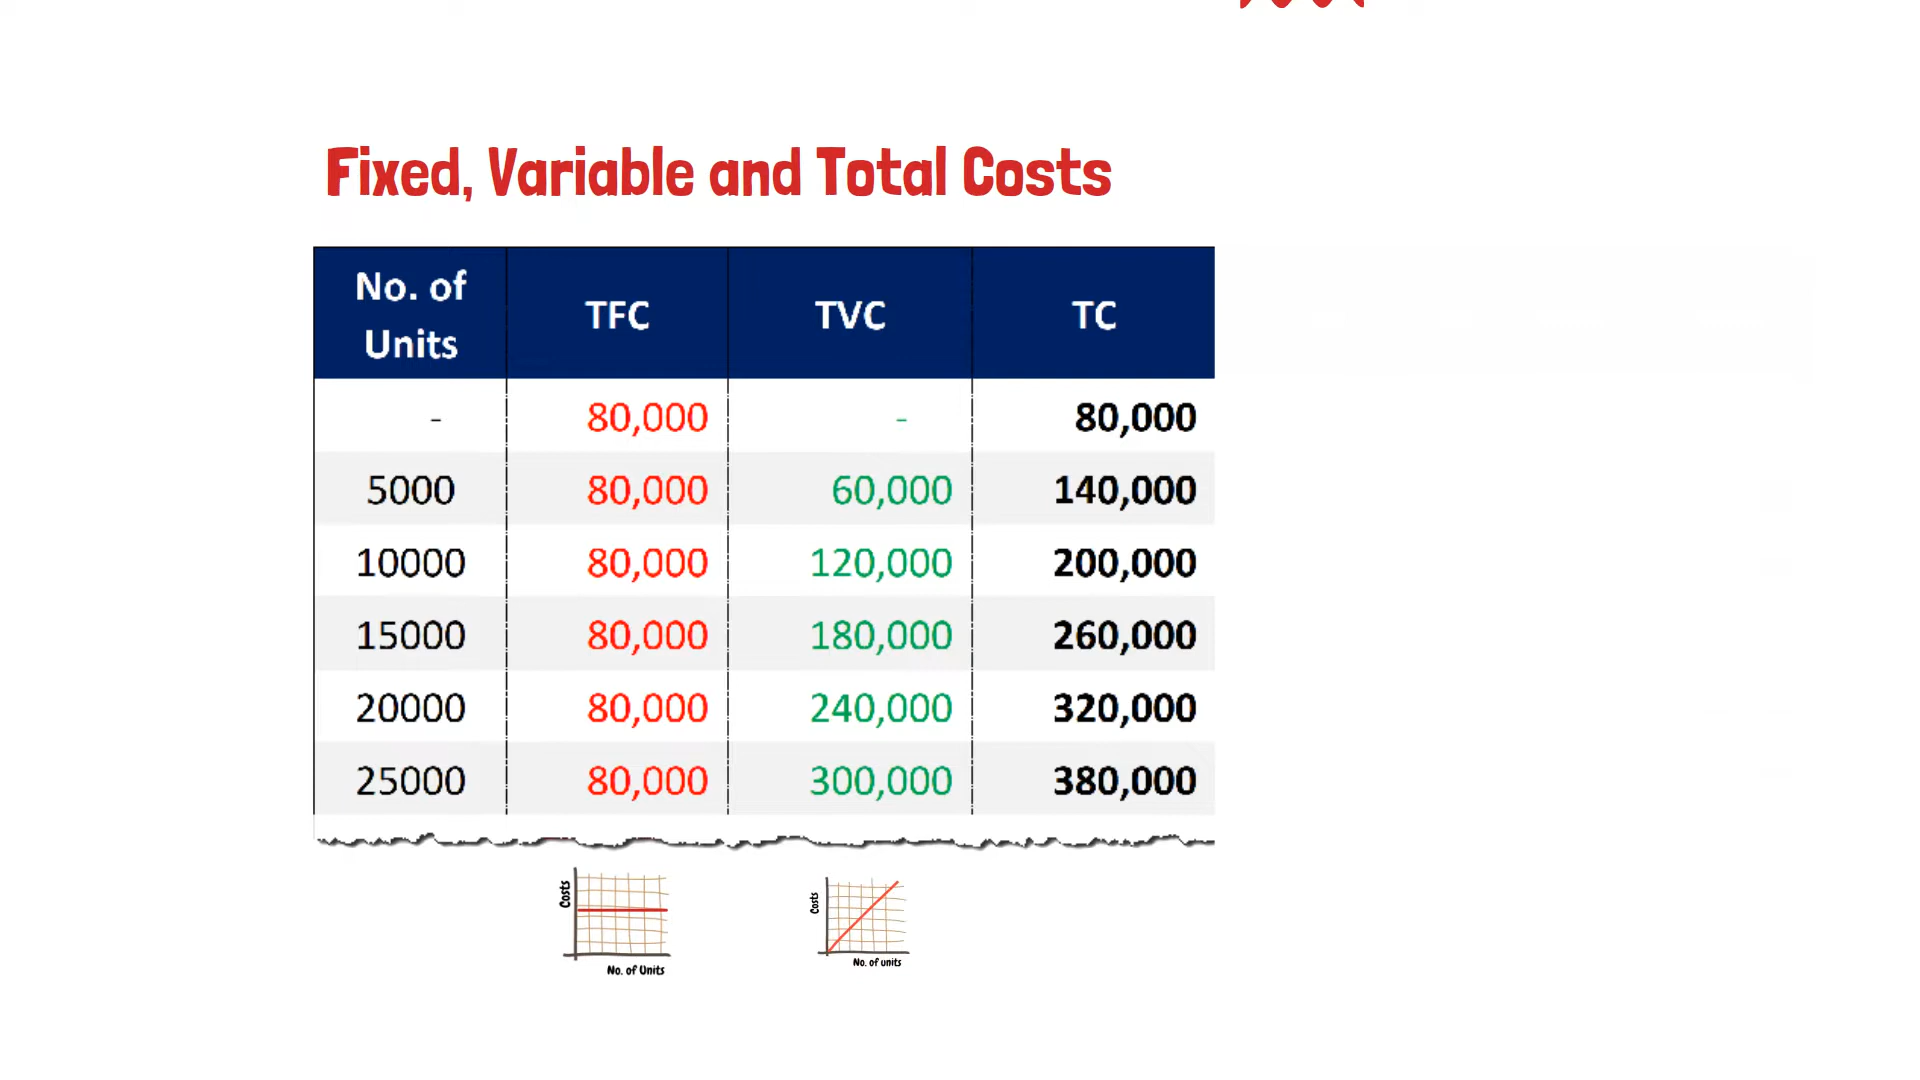 Fixed, Variable and Total Costs
No. of Units TFC TVC TC
- 80,000 - 80,000
5000 80,000 60,000 140,000
10000 80,000 120,000 200,000
15000 80,000 180,000 260,000
20000 80,000 240,000 320,000
25000 80,000 300,000 380,000
Costs
No. of Units
Costs
No. of units